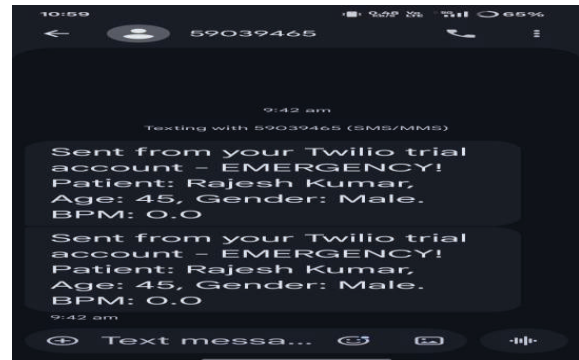 10:59
65%
59039465
9:42 am
Texting with 59039465 (SMS/MMS)
Sent from your Twilio trial
account - EMERGENCY!
Patient: Rajesh Kumar,
Age: 45, Gender: Male.
BPM: 0.0
Sent from your Twilio trial
account - EMERGENCY!
Patient: Rajesh Kumar,
Age: 45, Gender: Male.
BPM: 0.0
9:42 am
Text messa...